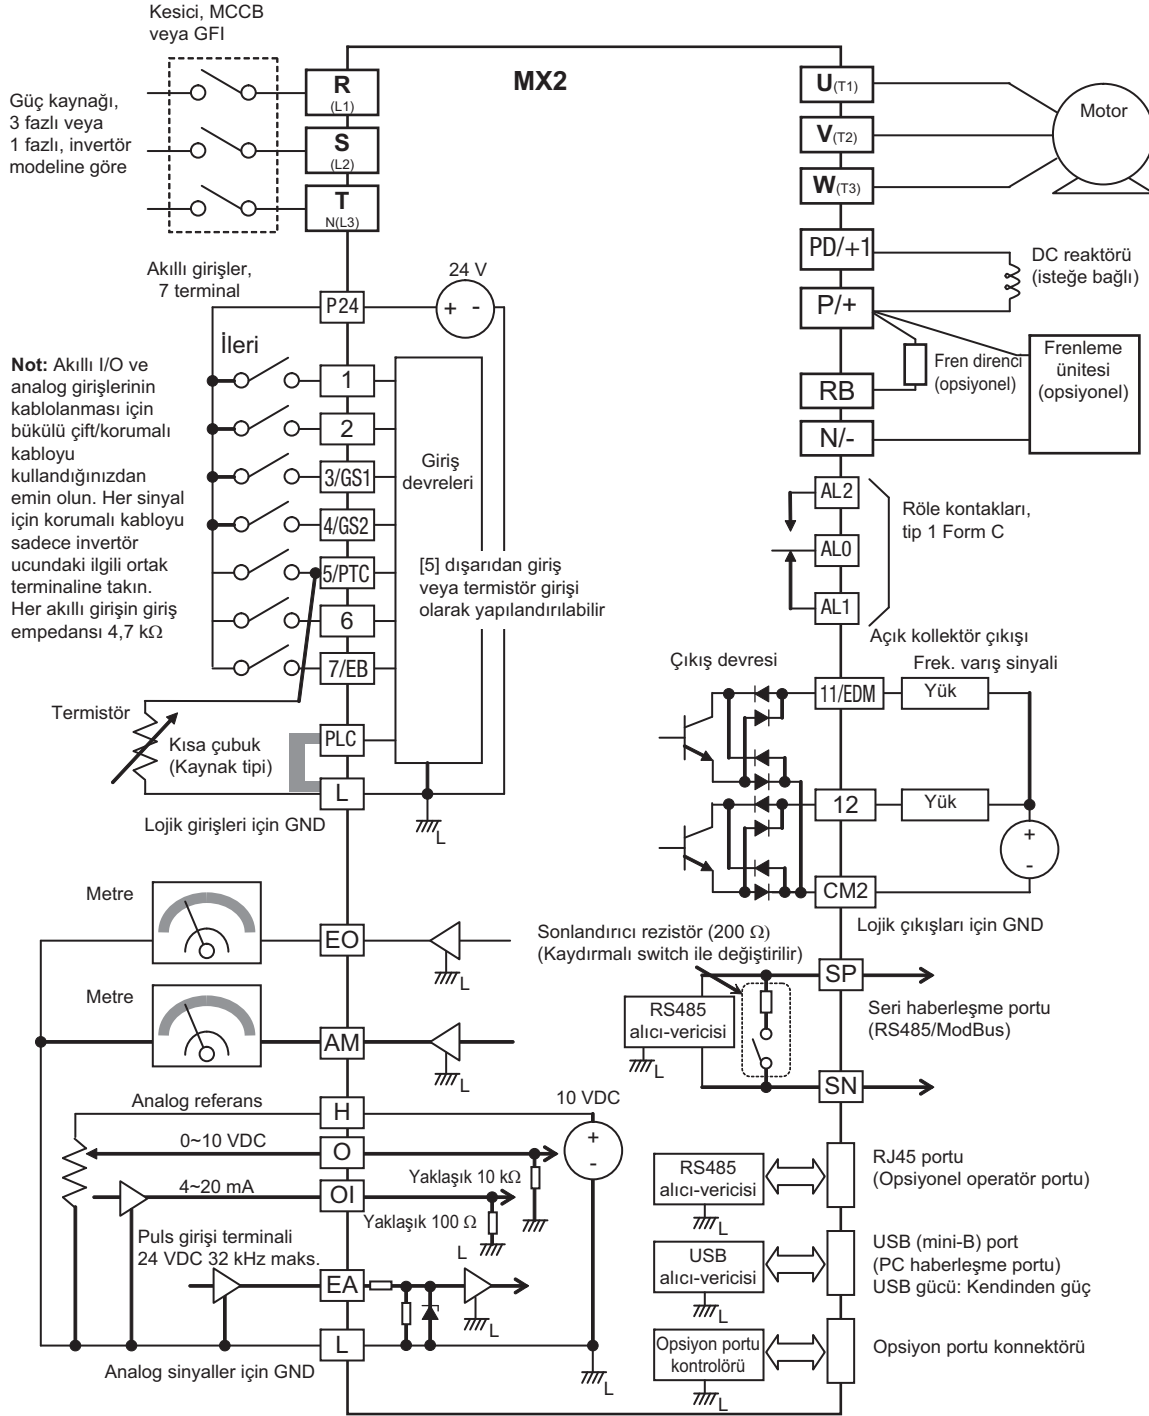 Kesici, MCCB
veya GFI
MX2
Güç kaynağı,
3 fazlı veya
1 fazlı, invertör
modeline göre
R
(L1)
S
(L2)
T
N(L3)
U(T1)
V(T2)
W(T3)
Motor
PD/+1
P/+
DC reaktörü
(isteğe bağlı)
Fren direnci
(opsiyonel)
Frenleme
ünitesi
(opsiyonel)
RB
N/-
Akıllı girişler,
7 terminal
24 V
P24
+ -
İleri
Not: Akıllı I/O ve
analog girişlerinin
kablolanması için
bükülü çift/korumalı
kabloyu
kullandığınızdan
emin olun. Her sinyal
için korumalı kabloyu
sadece invertör
ucundaki ilgili ortak
terminaline takın.
Her akıllı girişin giriş
empedansı 4,7 kΩ
1
2
3/GS1
4/GS2
5/PTC
6
7/EB
PLC
L
Giriş
devreleri
[5] dışarıdan giriş
veya termistör girişi
olarak yapılandırılabilir
Termistör
Kısa çubuk
(Kaynak tipi)
Lojik girişleri için GND
L
AL2
AL0
AL1
Röle kontakları,
tip 1 Form C
Açık kollektör çıkışı
Çıkış devresi
Frek. varış sinyali
11/EDM
Yük
12
Yük
+
-
CM2
Lojik çıkışları için GND
Metre
EO
L
Metre
AM
L
Sonlandırıcı rezistör (200 Ω)
(Kaydırmalı switch ile değiştirilir)
SP
RS485
alıcı-vericisi
L
Seri haberleşme portu
(RS485/ModBus)
SN
Analog referans
H
10 VDC
+
-
0~10 VDC
O
Yaklaşık 10 kΩ
4~20 mA
OI
Yaklaşık 100 Ω
L
L
Puls girişi terminali
24 VDC 32 kHz maks.
EA
L
L
Analog sinyaller için GND
L
RS485
alıcı-vericisi
L
RJ45 portu
(Opsiyonel operatör portu)
USB
alıcı-vericisi
L
USB (mini-B) port
(PC haberleşme portu)
USB gücü: Kendinden güç
Opsiyon portu
kontrolörü
L
Opsiyon portu konnektörü